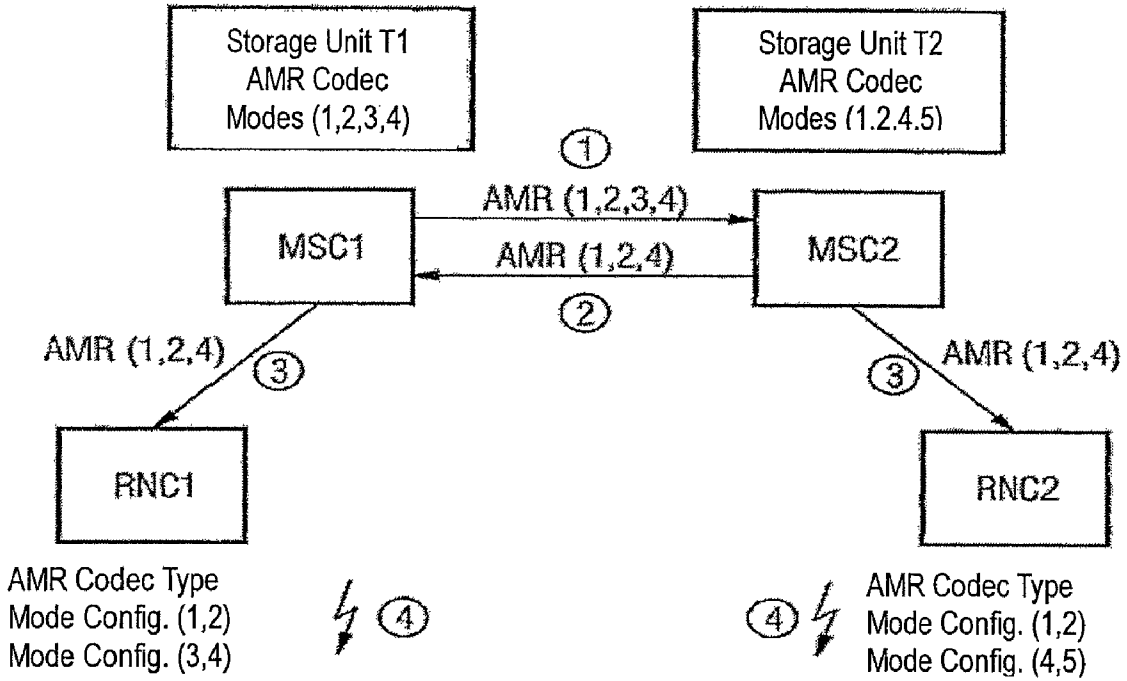 Storage Unit T1
AMR Codec
Modes (1,2,3,4)
Storage Unit T2
AMR Codec
Modes (1.2.4.5)
1
AMR (1,2,3,4)
MSC1
MSC2
AMR (1,2,4)
2
AMR (1,2,4)
3
3
AMR (1,2,4)
RNC1
RNC2
AMR Codec Type
Mode Config. (1,2)
Mode Config. (3,4)
4
4
AMR Codec Type
Mode Config. (1,2)
Mode Config. (4,5)